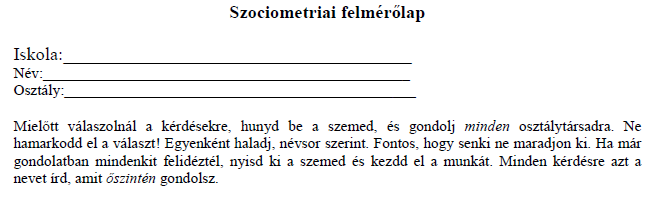 Szociometriai felmérőlap
Iskola:
Név:
Osztály:
Mielőtt válaszolnál a kérdésekre, hunyd be a szemed, és gondolj minden osztálytársadra. Ne
hamarkodd el a választ! Egyenként haladj, névsor szerint. Fontos, hogy senki ne maradjon ki. Ha már
gondolatban mindenkit felidéztél, nyisd ki a szemed és kezdd el a munkát. Minden kérdésre azt a
nevet írd, amit őszintén gondolsz.